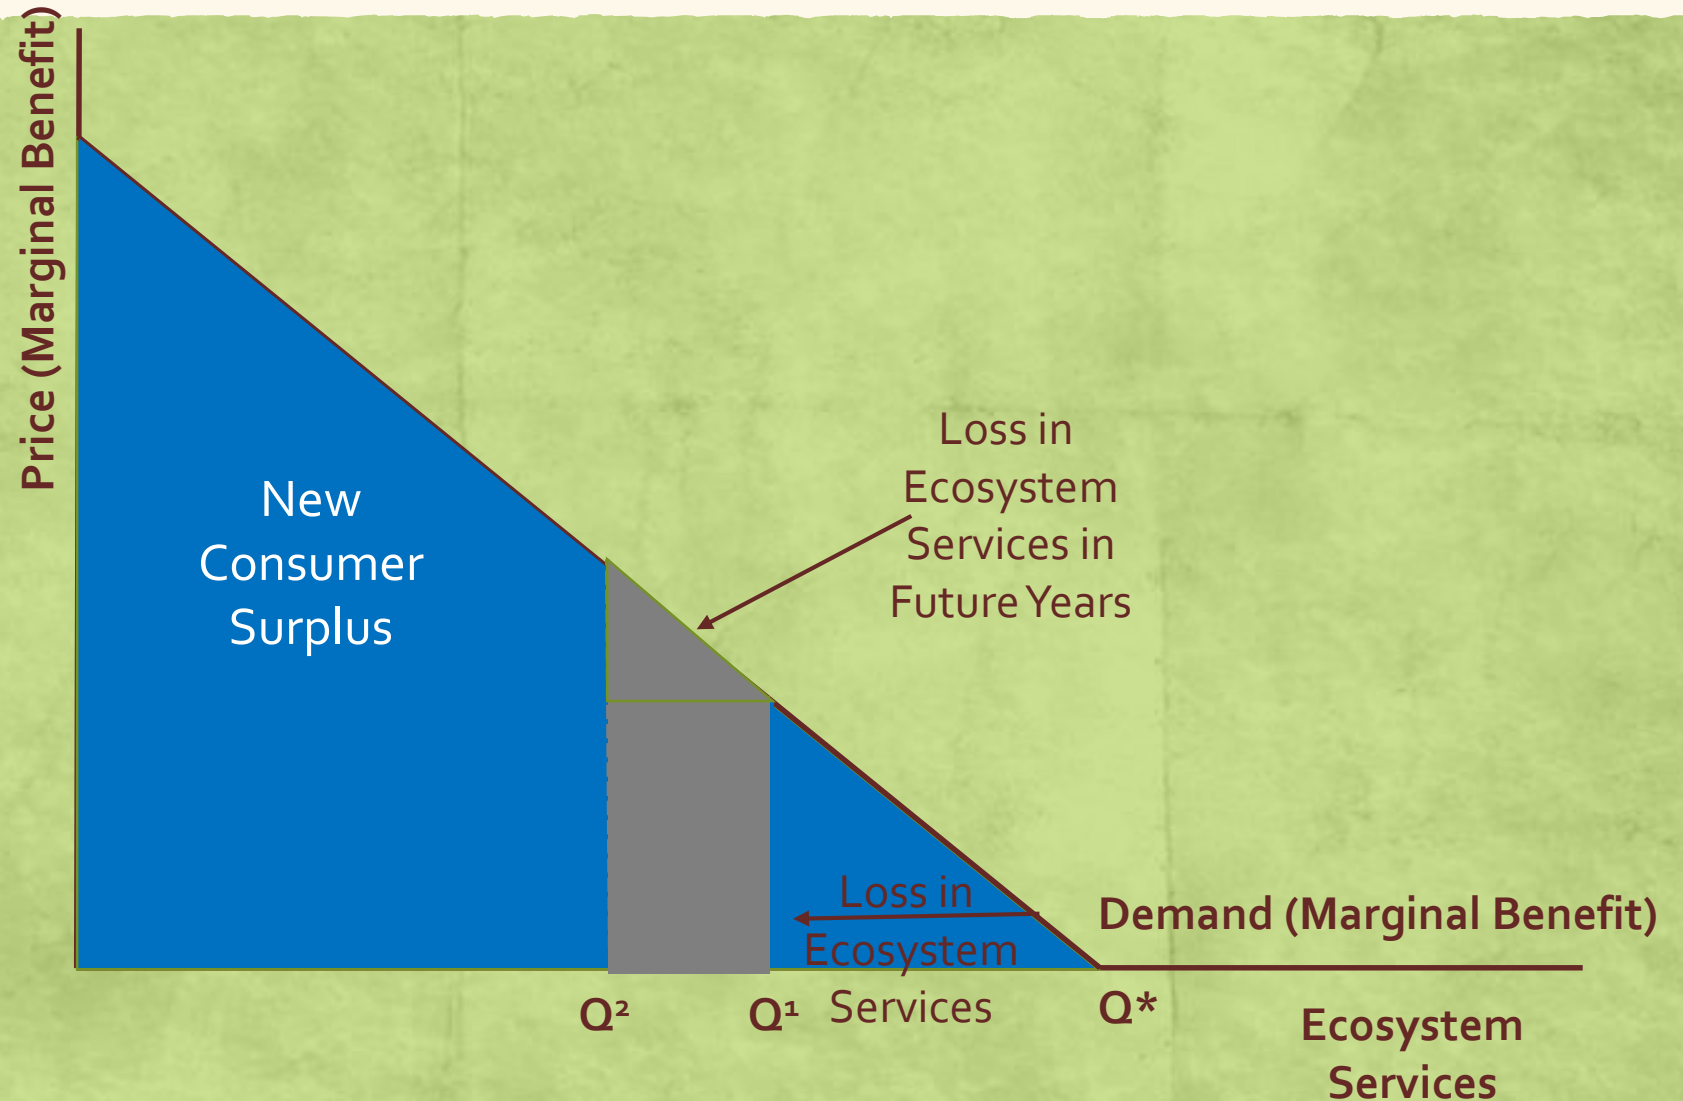 Price (Marginal Benefit)
New
Consumer
Surplus
Loss in
Ecosystem
Services in
Future Years
Loss in
Ecosystem
Services
Demand (Marginal Benefit)
Q²
Q¹
Q*
Ecosystem
Services